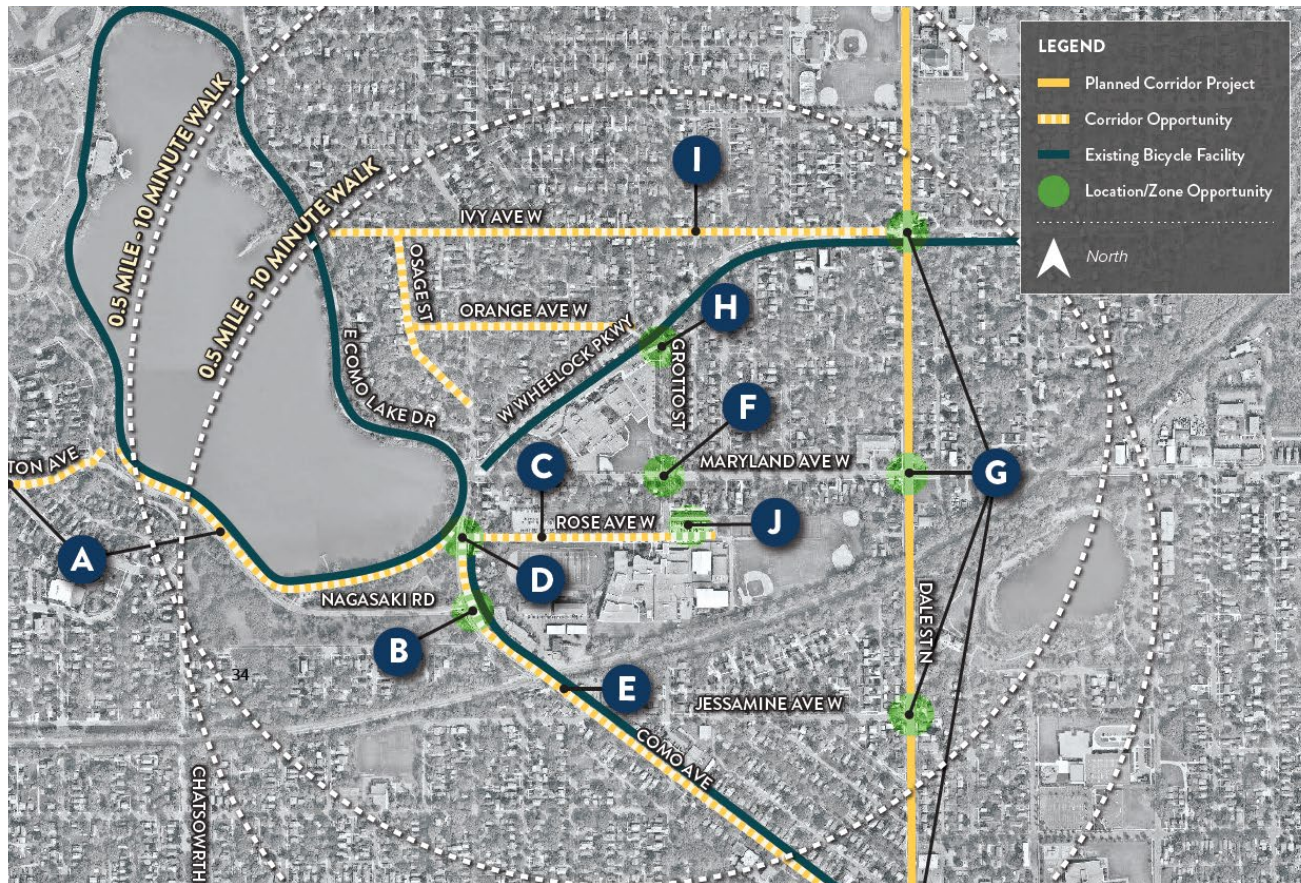 LEGEND
Planned Corridor Project
Corridor Opportunity
Existing Bicycle Facility
Location/Zone Opportunity
North
0.5 MILE - 10 MINUTE WALK
0.5 MILE - 10 MINUTE WALK
I
IVY AVE W
OSAGE ST
ORANGE AVE W
H
E COMO LAKE DR
W WHEELOCK PKWY
GROTTO ST
F
TON AVE
C
MARYLAND AVE W
G
ROSE AVE W
J
A
D
NAGASAKI RD
DALE ST N
B
34
E
JESSAMINE AVE W
COMO AVE
CHATSOWRTH